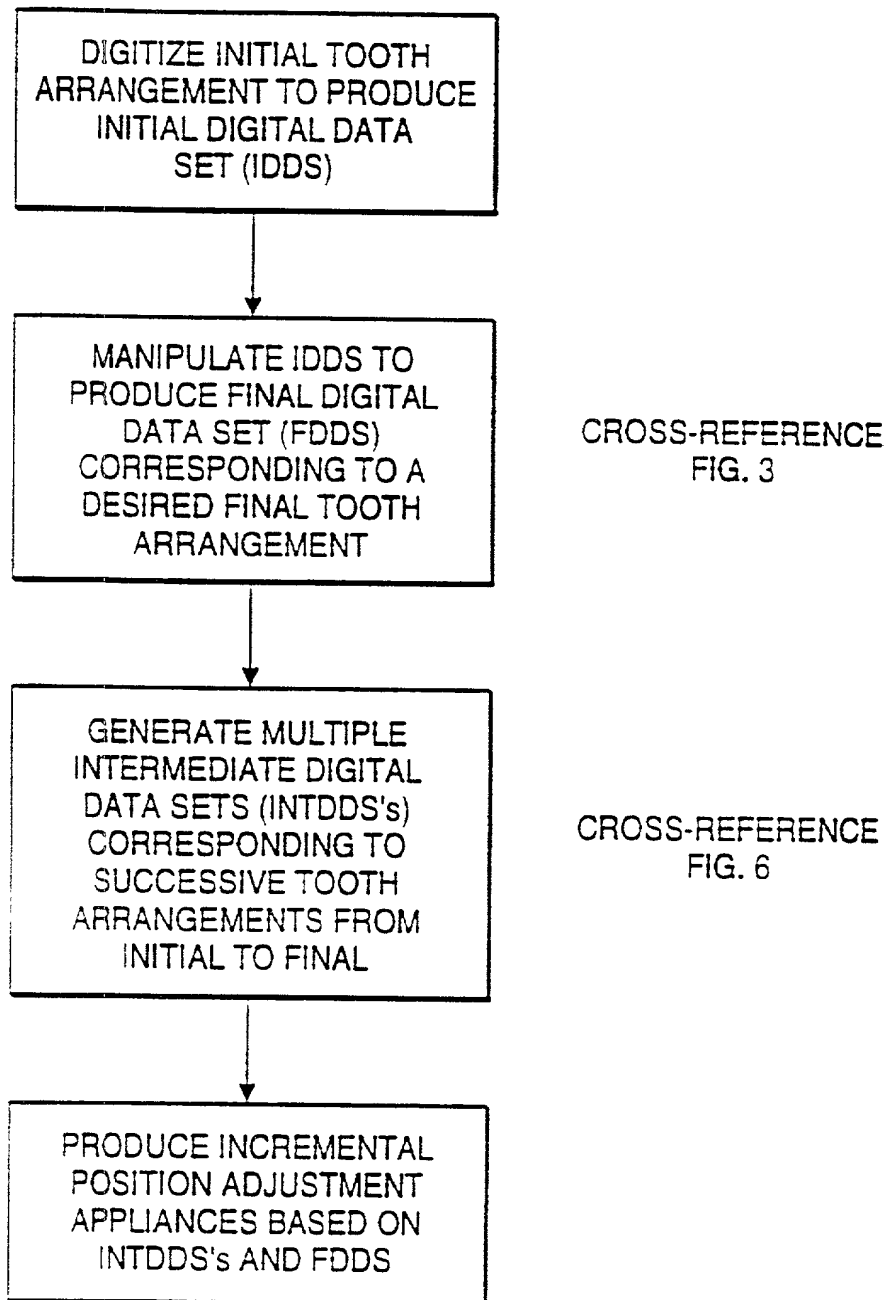 DIGITIZE INITIAL TOOTH
ARRANGEMENT TO PRODUCE
INITIAL DIGITAL DATA
SET (IDDS)
MANIPULATE IDDS TO
PRODUCE FINAL DIGITAL
DATA SET (FDDS)
CORRESPONDING TO A
DESIRED FINAL TOOTH
ARRANGEMENT
CROSS-REFERENCE
FIG. 3
GENERATE MULTIPLE
INTERMEDIATE DIGITAL
DATA SETS (INTDDS's)
CORRESPONDING TO
SUCCESSIVE TOOTH
ARRANGEMENTS FROM
INITIAL TO FINAL
CROSS-REFERENCE
FIG. 6
PRODUCE INCREMENTAL
POSITION ADJUSTMENT
APPLIANCES BASED ON
INTDDS's AND FDDS